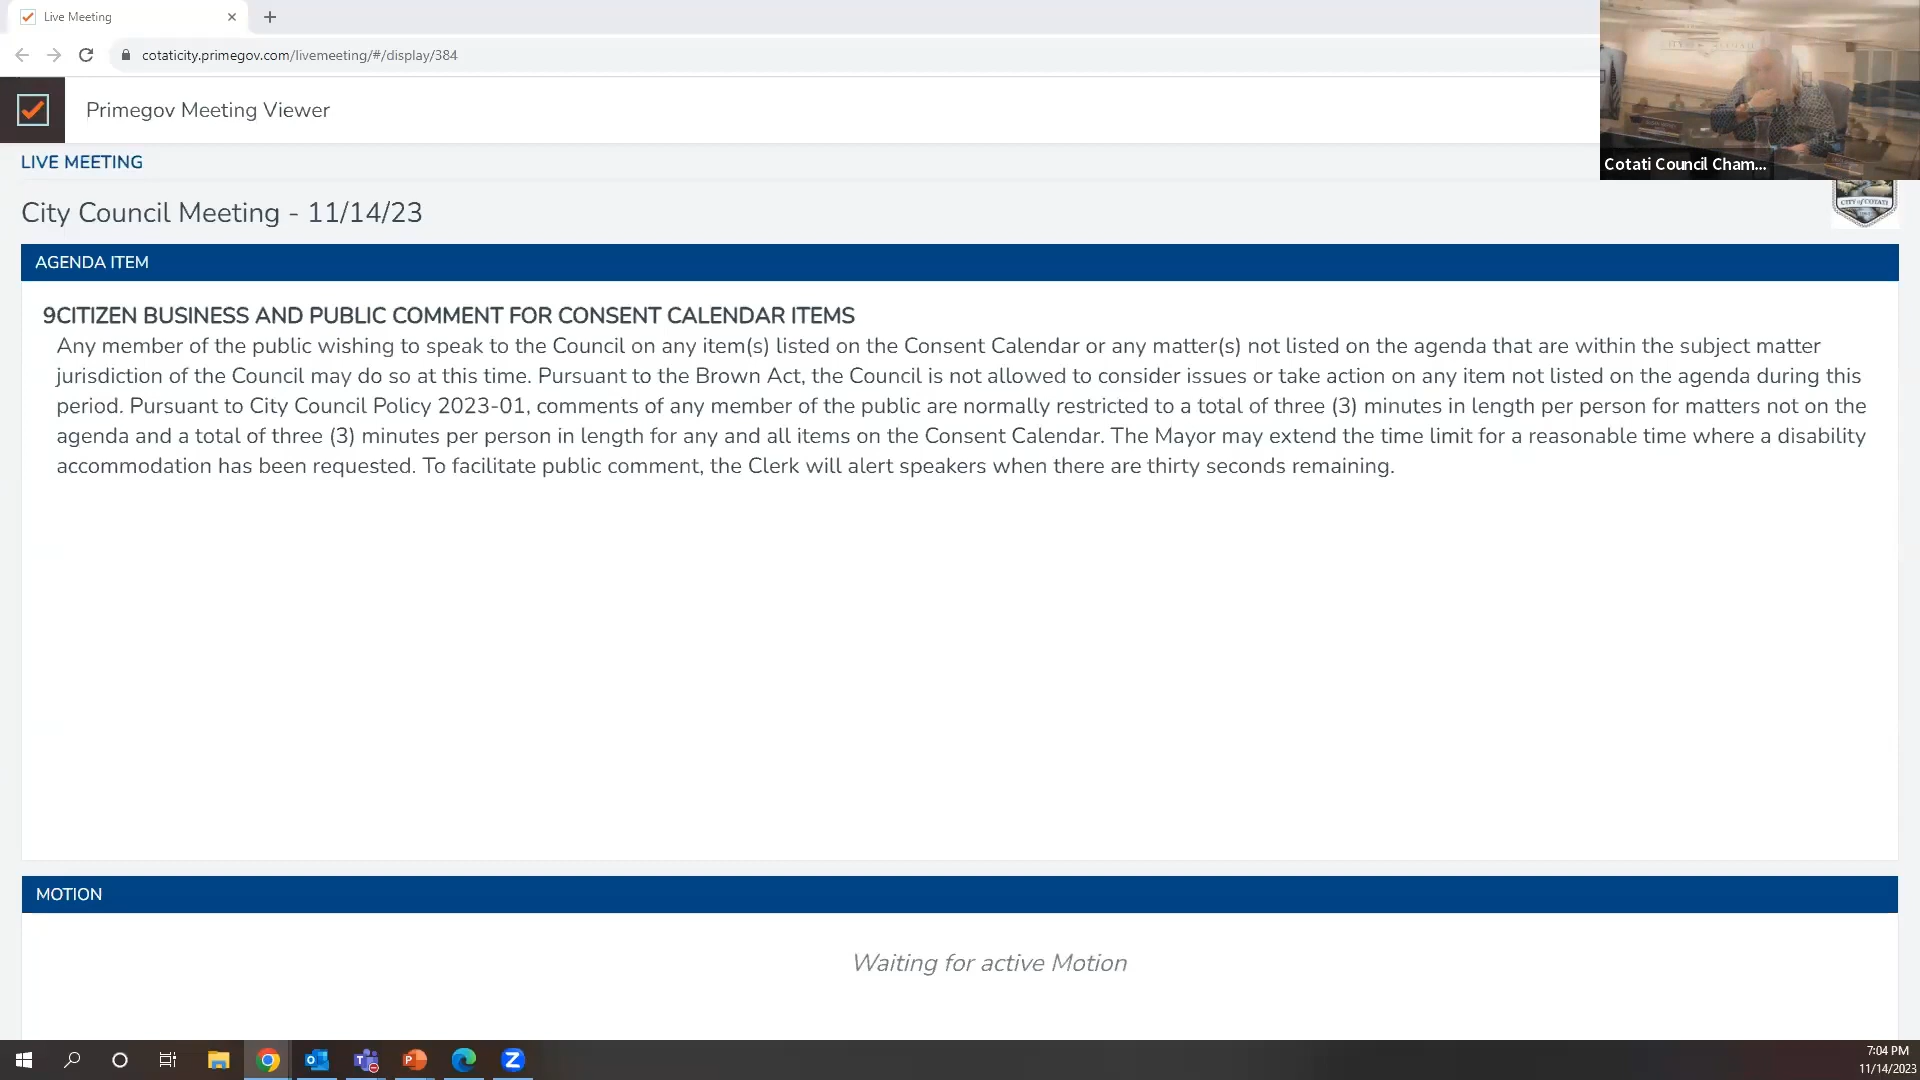 Live Meeting
cotaticity.primegov.com/livemeeting/#/display/384
Primegov Meeting Viewer
Cotati Council Cham...
LIVE MEETING
City Council Meeting - 11/14/23
CITY of COTATI
AGENDA ITEM
9CITIZEN BUSINESS AND PUBLIC COMMENT FOR CONSENT CALENDAR ITEMS
Any member of the public wishing to speak to the Council on any item(s) listed on the Consent Calendar or any matter(s) not listed on the agenda that are within the subject matter
jurisdiction of the Council may do so at this time. Pursuant to the Brown Act, the Council is not allowed to consider issues or take action on any item not listed on the agenda during this
period. Pursuant to City Council Policy 2023-01, comments of any member of the public are normally restricted to a total of three (3) minutes in length per person for matters not on the
agenda and a total of three (3) minutes per person in length for any and all items on the Consent Calendar. The Mayor may extend the time limit for a reasonable time where a disability
accommodation has been requested. To facilitate public comment, the Clerk will alert speakers when there are thirty seconds remaining.
MOTION
Waiting for active Motion
7:04 PM
11/14/2023